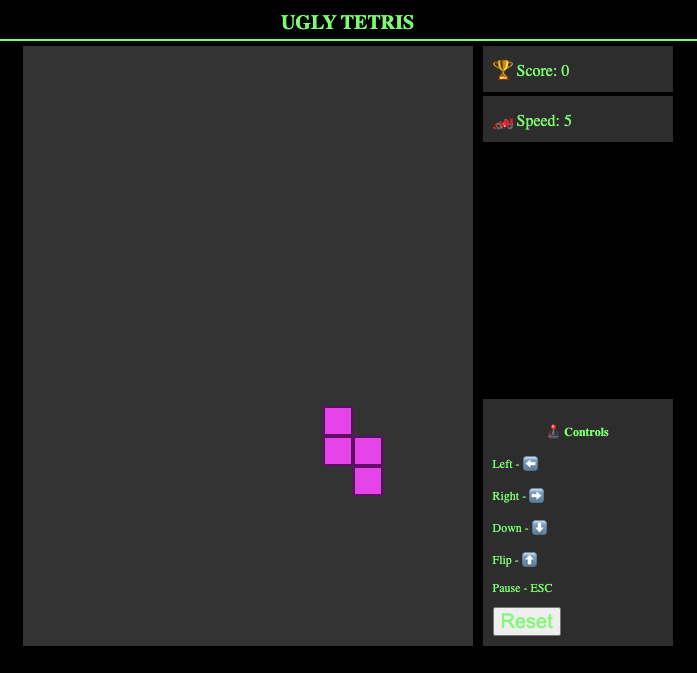 UGLY TETRIS
🏆 Score: 0
🏎️ Speed: 5
🕹️ Controls
Left - ⬅️
Right - ➡️
Down - ⬇️
Flip - ⬆️
Pause - ESC
Reset